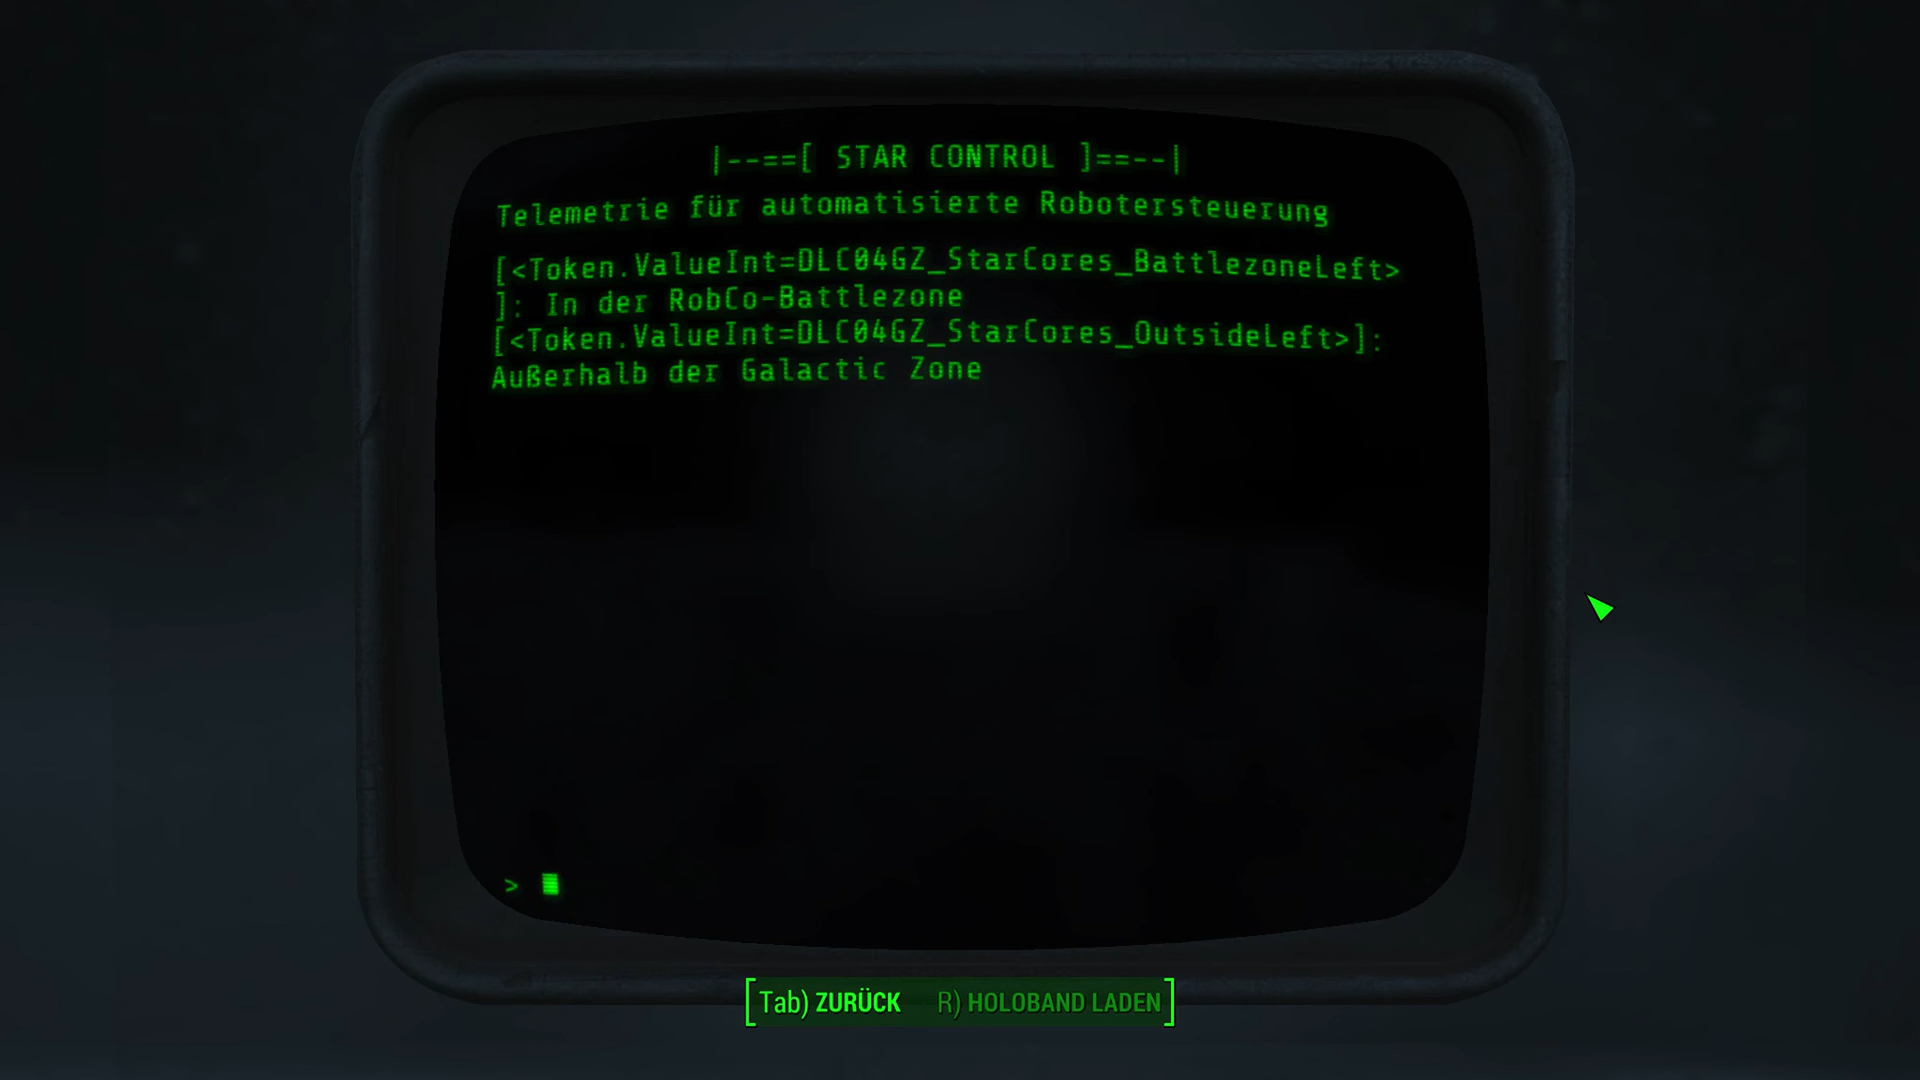 |--==[ STAR CONTROL ]==--|
Telemetrie für automatisierte Robotersteuerung
[<Token.ValueInt=DLC04GZ_StarCores_BattlezoneLeft>
]: In der RobCo-Battlezone
[<Token.ValueInt=DLC04GZ_StarCores_OutsideLeft>]:
Außerhalb der Galactic Zone
>
[Tab) ZURÜCK R) HOLOBAND LADEN]